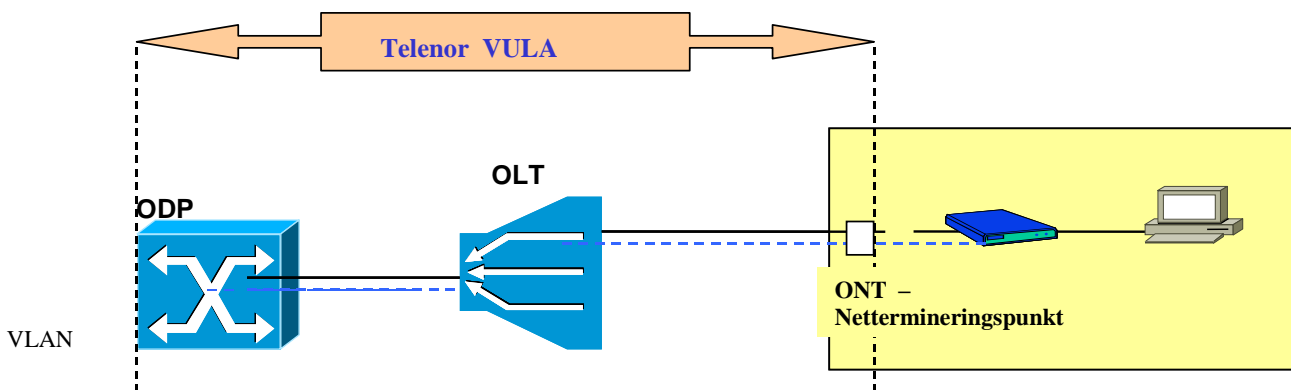 Telenor VULA
OLT
ODP
ONT –
Nettermineringspunkt
VLAN